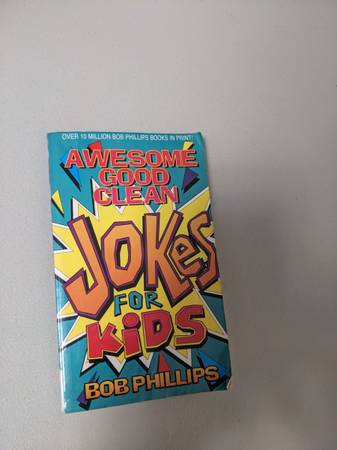 OVER 10 MILLION BOB PHILLIPS BOOKS IN PRINT!
AWESOME
GOOD
CLEAN
JOKES
FOR
KIDS
BOB PHILLIPS